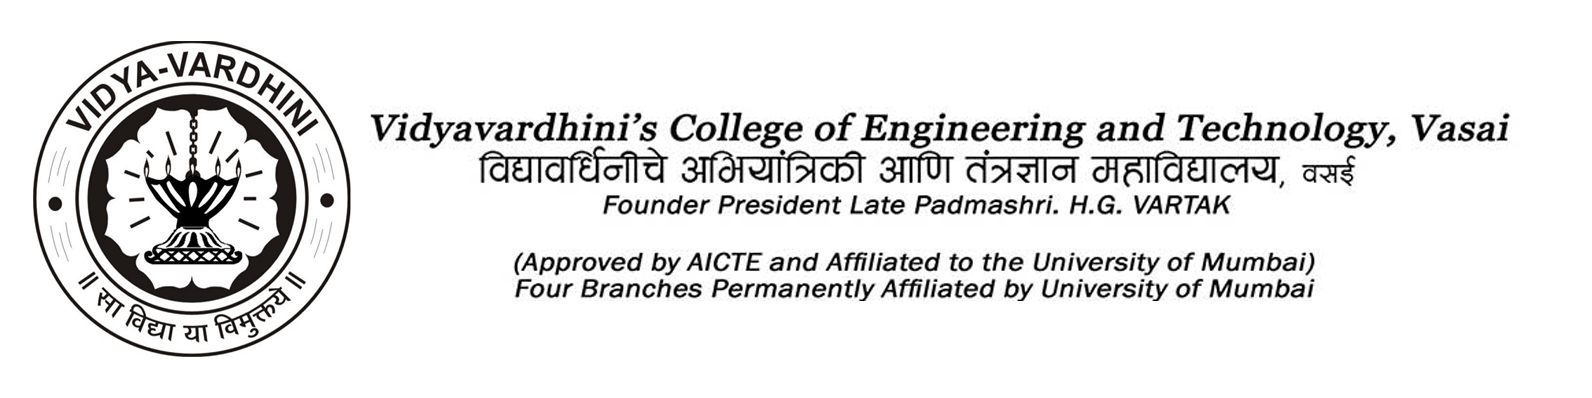 VIDYA-VARDHINI
॥ सा विद्या या विमुक्तये ॥
Vidyavardhini's College of Engineering and Technology, Vasai
विद्यावर्धिनीचे अभियांत्रिकी आणि तंत्रज्ञान महाविद्यालय, वसई
Founder President Late Padmashri. H.G. VARTAK
(Approved by AICTE and Affiliated to the University of Mumbai)
Four Branches Permanently Affiliated by University of Mumbai